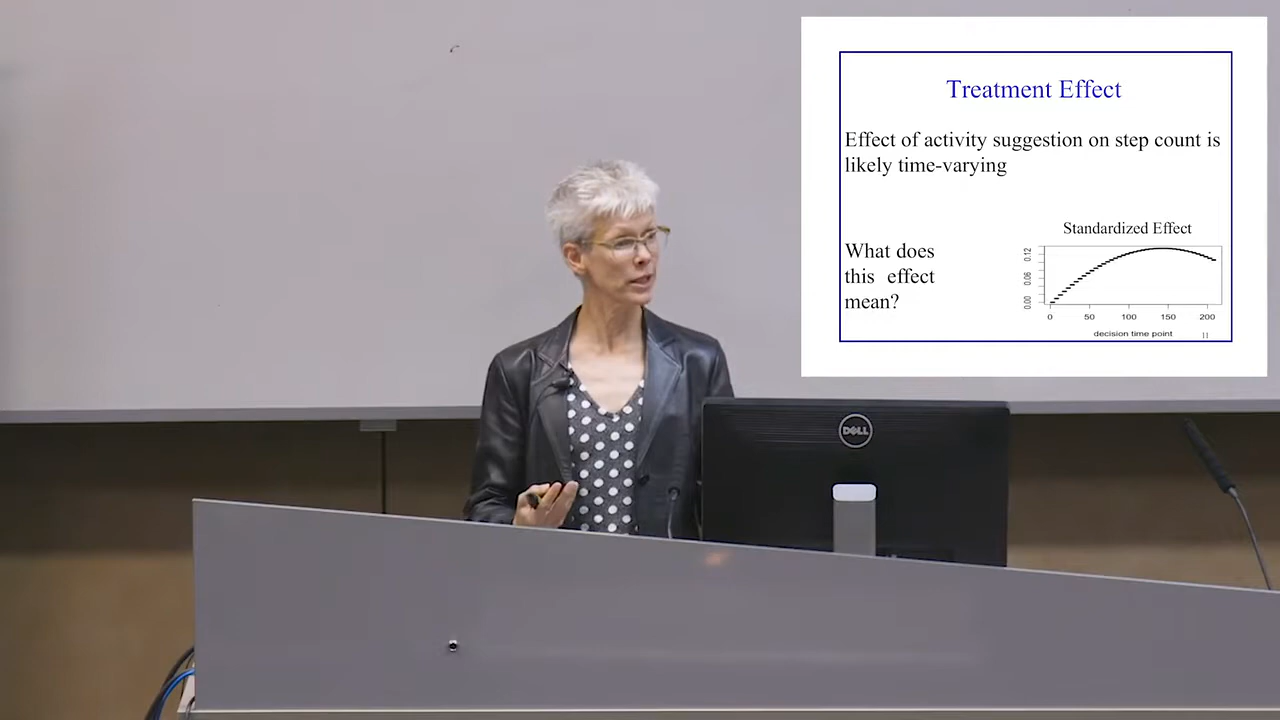 Treatment Effect
Effect of activity suggestion on step count is
likely time-varying
What does
this effect
mean?
Standardized Effect
0.12
0.06
0.00
0 50 100 150 200
decision time point
11
DELL